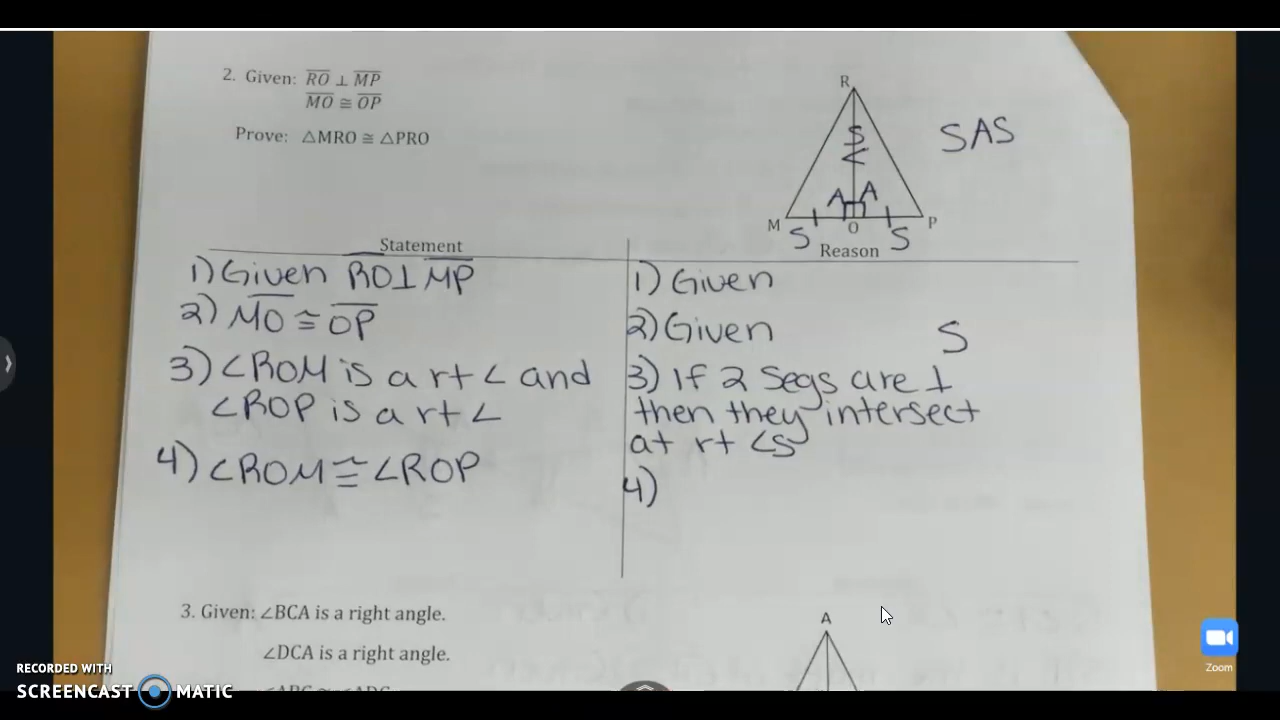 2. Given: RO ⊥ MP
MO ≅ OP
Prove: △MRO ≅ △PRO
R
S
A A
M O P
S S
SAS
Statement
Reason
1) Given RO ⊥ MP
1) Given
2) MO ≅ OP
2) Given S
3) ∠ROM is a rt ∠ and
∠ROP is a rt ∠
3) If 2 segs are ⊥
then they intersect
at rt ∠s
4) ∠ROM ≅ ∠ROP
4)
3. Given: ∠BCA is a right angle.
∠DCA is a right angle.
A
Zoom
RECORDED WITH
SCREENCAST MATIC